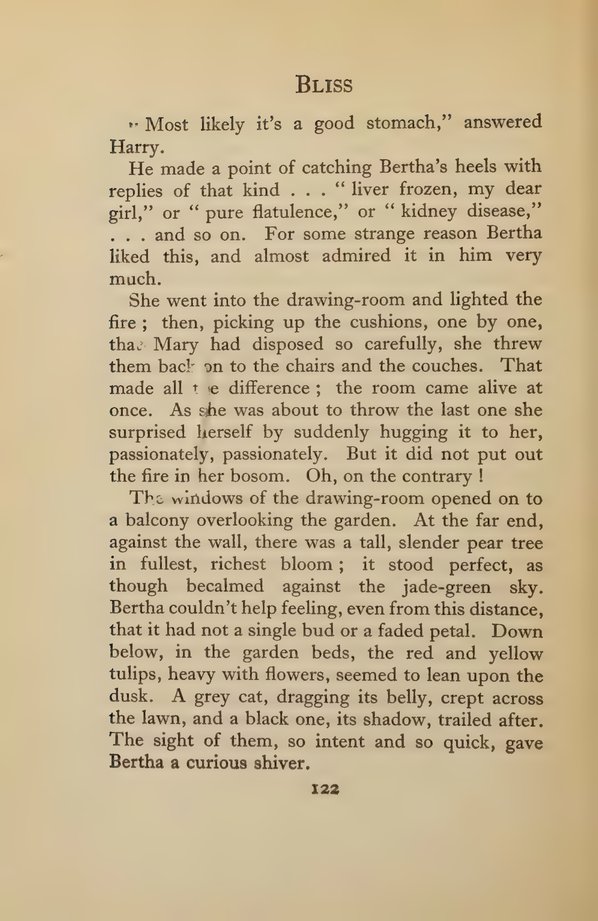 BLISS
" Most likely it's a good stomach," answered
Harry.
He made a point of catching Bertha's heels with
replies of that kind . . . " liver frozen, my dear
girl," or " pure flatulence," or " kidney disease,"
. . . and so on. For some strange reason Bertha
liked this, and almost admired it in him very
much.
She went into the drawing-room and lighted the
fire ; then, picking up the cushions, one by one,
that Mary had disposed so carefully, she threw
them back on to the chairs and the couches. That
made all the difference ; the room came alive at
once. As she was about to throw the last one she
surprised herself by suddenly hugging it to her,
passionately, passionately. But it did not put out
the fire in her bosom. Oh, on the contrary !
The windows of the drawing-room opened on to
a balcony overlooking the garden. At the far end,
against the wall, there was a tall, slender pear tree
in fullest, richest bloom ; it stood perfect, as
though becalmed against the jade-green sky.
Bertha couldn't help feeling, even from this distance,
that it had not a single bud or a faded petal. Down
below, in the garden beds, the red and yellow
tulips, heavy with flowers, seemed to lean upon the
dusk. A grey cat, dragging its belly, crept across
the lawn, and a black one, its shadow, trailed after.
The sight of them, so intent and so quick, gave
Bertha a curious shiver.
122